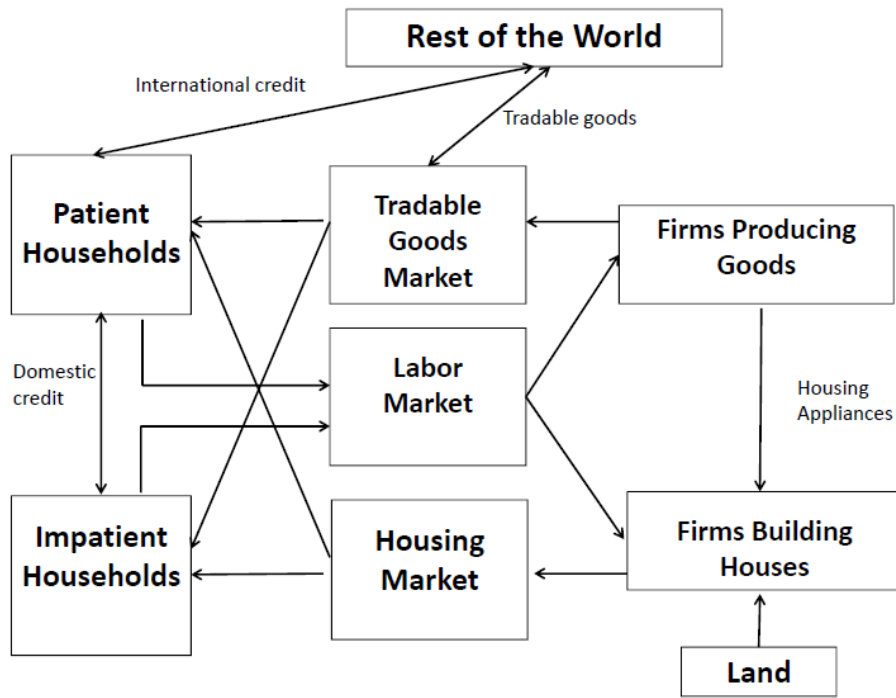 Rest of the World
International credit
Tradable goods
Patient
Households
Tradable
Goods
Market
Firms Producing
Goods
Domestic
credit
Labor
Market
Housing
Appliances
Impatient
Households
Housing
Market
Firms Building
Houses
Land